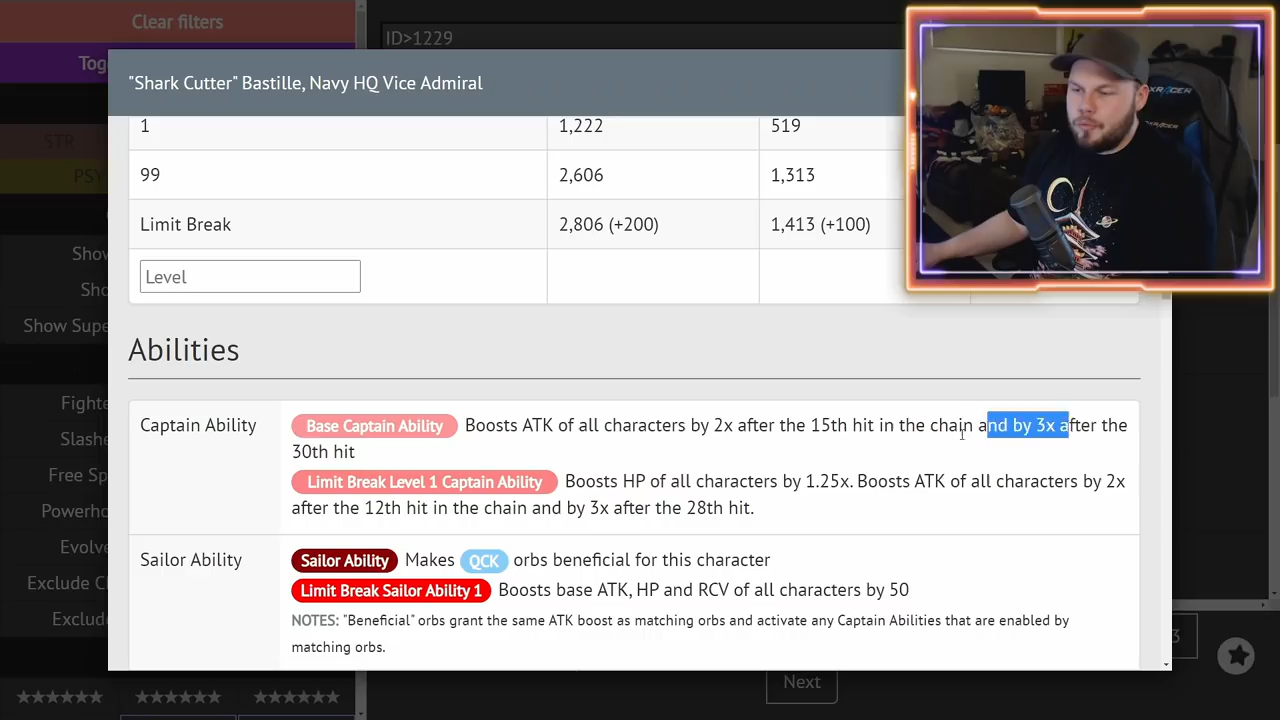 Clear filters
ID>1229
Tog
"Shark Cutter" Bastille, Navy HQ Vice Admiral
1 1,222 519
STR
99 2,606 1,313
PSY
Limit Break 2,806 (+200) 1,413 (+100)
Show
Level
Sho
Show Supe
Abilities
Fighte
Slashe
Free Sp
Powerho
Evolve
Exclude Cl
Exclude
Captain Ability
Base Captain Ability Boosts ATK of all characters by 2x after the 15th hit in the chain and by 3x after the
30th hit
Limit Break Level 1 Captain Ability Boosts HP of all characters by 1.25x. Boosts ATK of all characters by 2x
after the 12th hit in the chain and by 3x after the 28th hit.
Sailor Ability
Sailor Ability Makes QCK orbs beneficial for this character
Limit Break Sailor Ability 1 Boosts base ATK, HP and RCV of all characters by 50
NOTES: "Beneficial" orbs grant the same ATK boost as matching orbs and activate any Captain Abilities that are enabled by
matching orbs.
3
Next